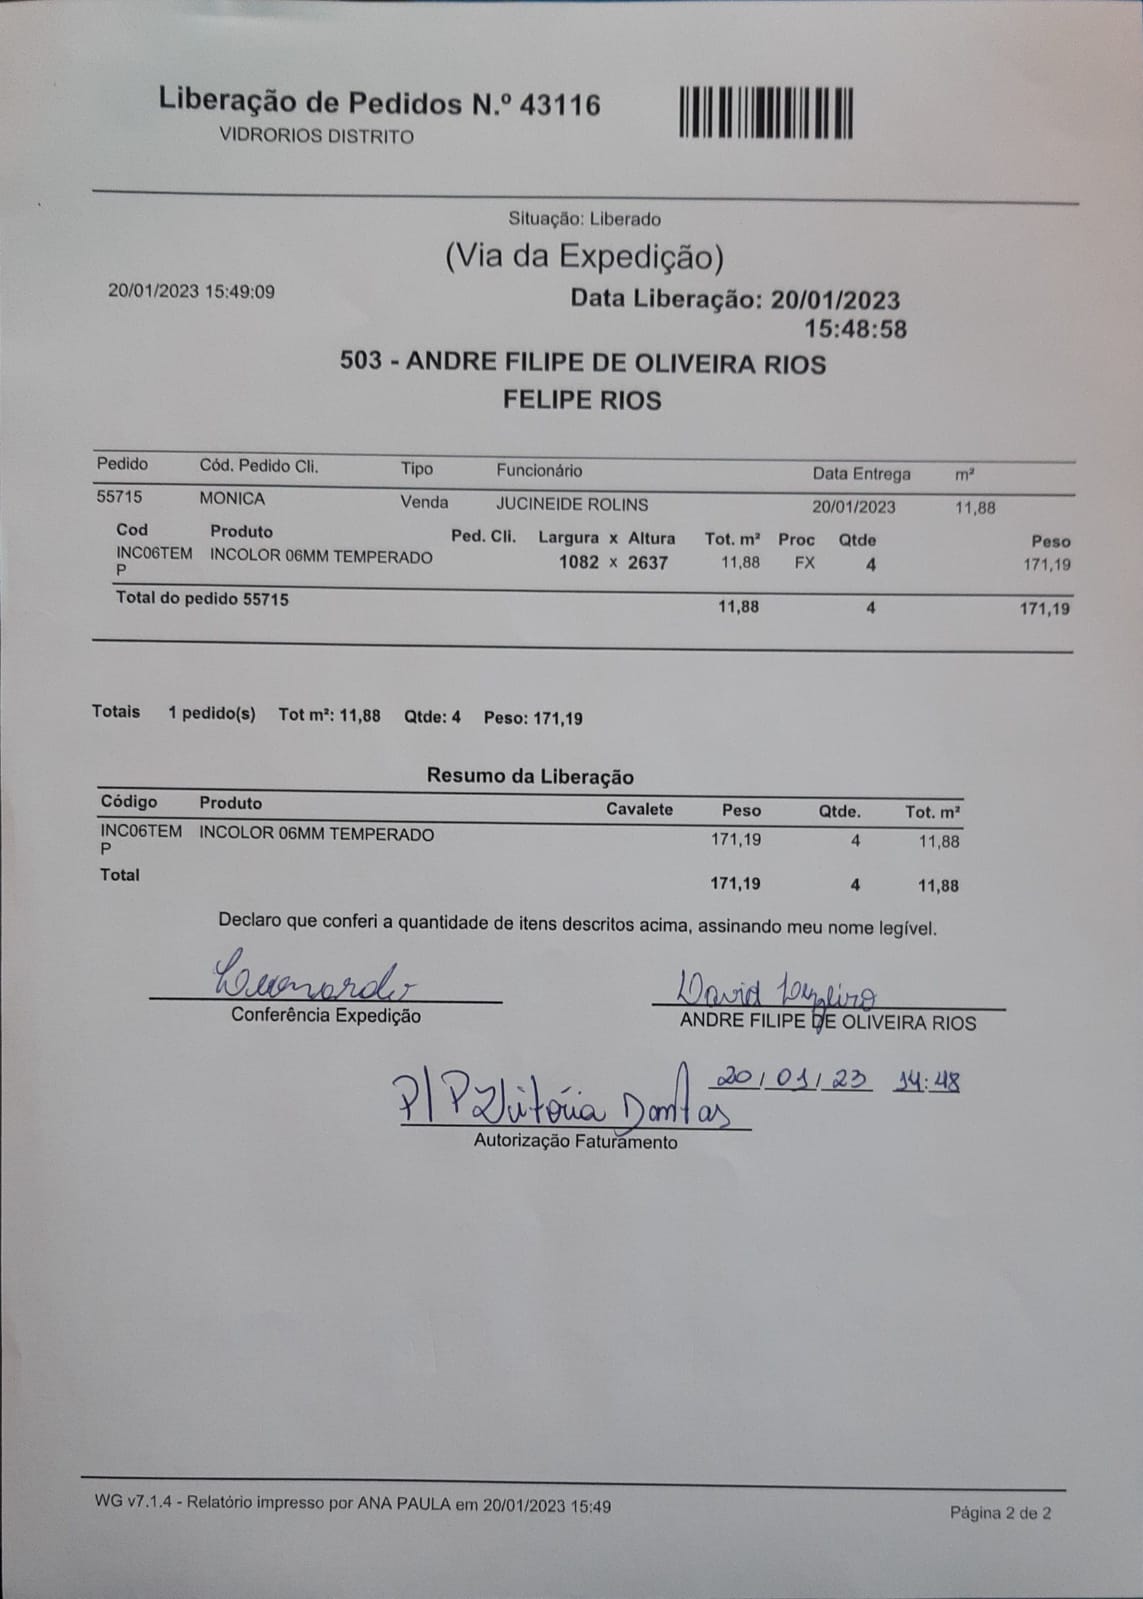 Liberação de Pedidos N.º 43116
VIDRORIOS DISTRITO
Situação: Liberado
(Via da Expedição)
20/01/2023 15:49:09
Data Liberação: 20/01/2023
15:48:58
503 - ANDRE FILIPE DE OLIVEIRA RIOS
FELIPE RIOS
Pedido Cód. Pedido Cli. Tipo Funcionário Data Entrega m²
55715 MONICA Venda JUCINEIDE ROLINS 20/01/2023 11,88
Cod Produto Ped. Cli. Largura x Altura Tot. m² Proc Qtde Peso
INC06TEM INCOLOR 06MM TEMPERADO 1082 x 2637 11,88 FX 4 171,19
P
Total do pedido 55715 11,88 4 171,19
Totais 1 pedido(s) Tot m²: 11,88 Qtde: 4 Peso: 171,19
Resumo da Liberação
Código Produto Cavalete Peso Qtde. Tot. m²
INC06TEM INCOLOR 06MM TEMPERADO 171,19 4 11,88
P
Total 171,19 4 11,88
Declaro que conferi a quantidade de itens descritos acima, assinando meu nome legível.
Leonardo David
Conferência Expedição ANDRE FILIPE DE OLIVEIRA RIOS
20/01/23 14:48
P/P Vitória Dantas
Autorização Faturamento
WG v7.1.4 - Relatório impresso por ANA PAULA em 20/01/2023 15:49
Página 2 de 2